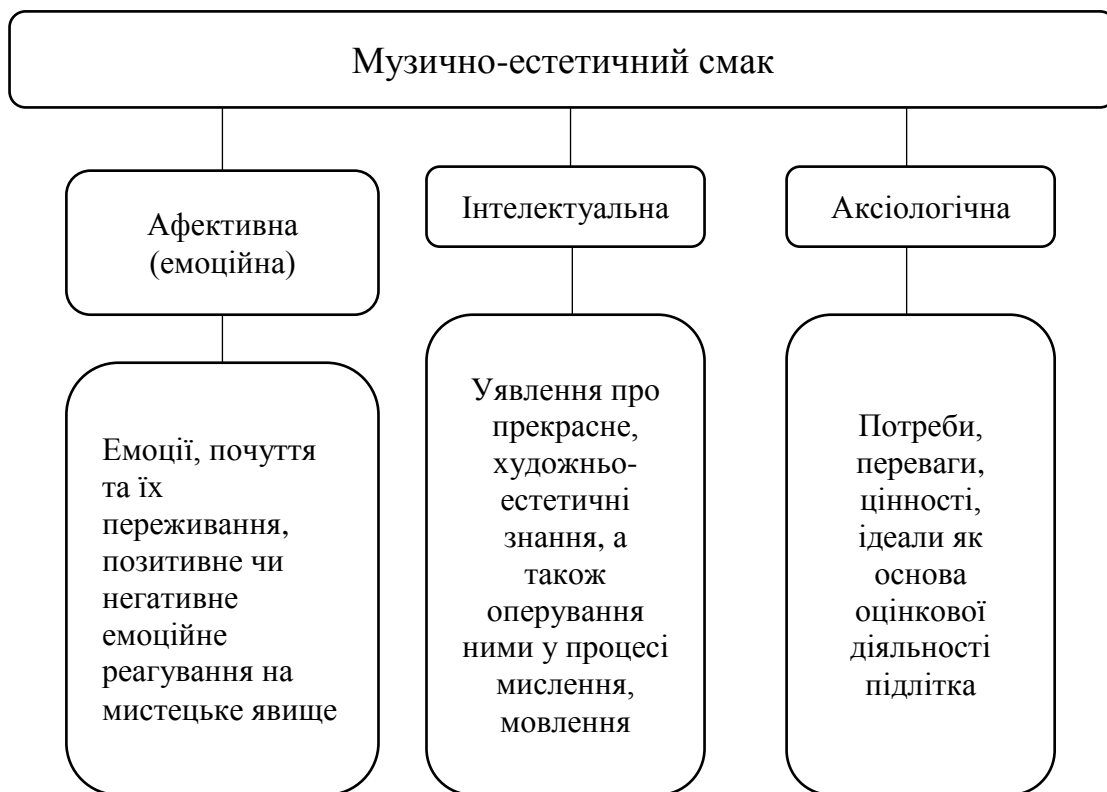 Музично-естетичний смак
Афективна
(емоційна)
Інтелектуальна
Аксіологічна
Емоції, почуття
та їх
переживання,
позитивне чи
негативне
емоційне
реагування на
мистецьке явище
Уявлення про
прекрасне,
художньо-
естетичні
знання, а
також
оперування
ними у процесі
мислення,
мовлення
Потреби,
переваги,
цінності,
ідеали як
основа
оцінкової
діяльності
підлітка